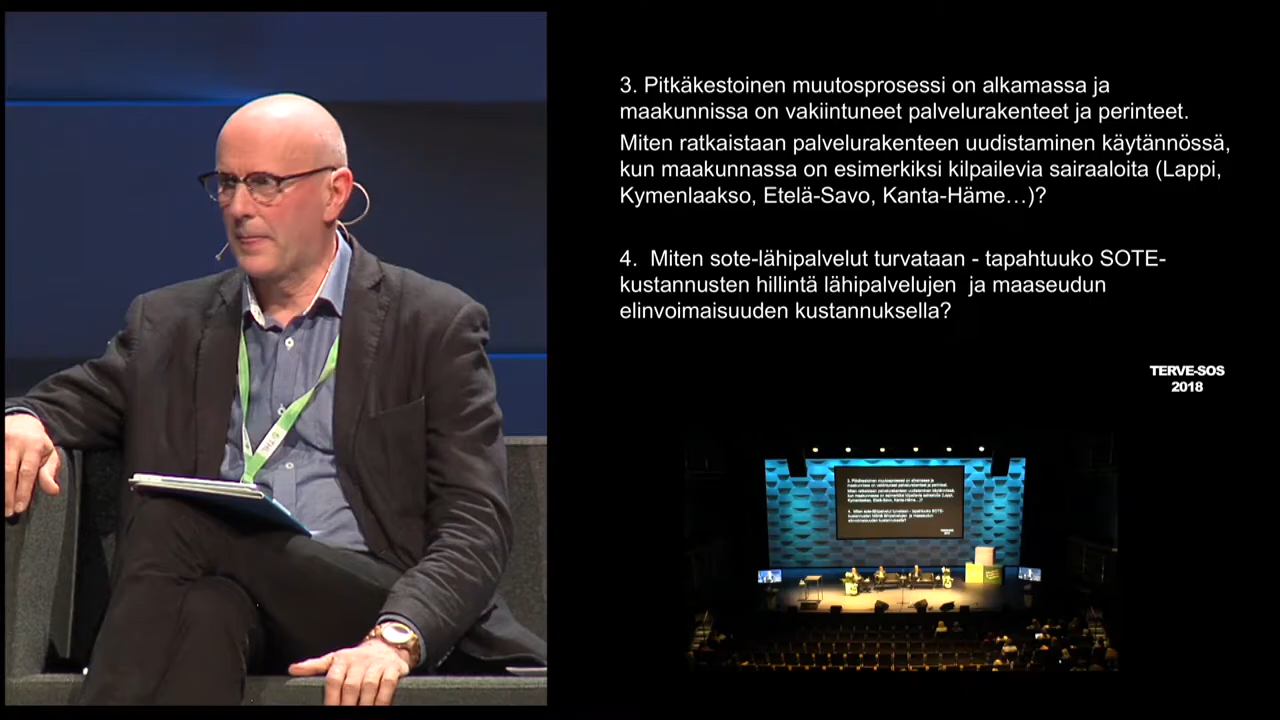 3. Pitkäkestoinen muutosprosessi on alkamassa ja
maakunnissa on vakiintuneet palvelurakenteet ja perinteet.
Miten ratkaistaan palvelurakenteen uudistaminen käytännössä,
kun maakunnassa on esimerkiksi kilpailevia sairaaloita (Lappi,
Kymenlaakso, Etelä-Savo, Kanta-Häme…)?
4.  Miten sote-lähipalvelut turvataan - tapahtuuko SOTE-
kustannusten hillintä lähipalvelujen  ja maaseudun
elinvoimaisuuden kustannuksella?
TERVE-SOS
2018